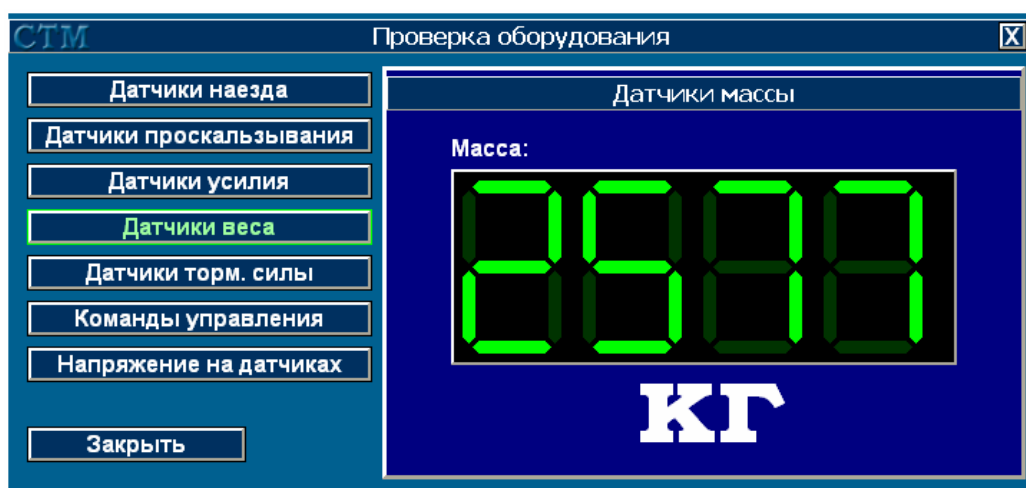 СТМ
Проверка оборудования
X
Датчики наезда
Датчики проскальзывания
Датчики усилия
Датчики веса
Датчики торм. силы
Команды управления
Напряжение на датчиках
Закрыть
Датчики массы
Масса:
2577
кг